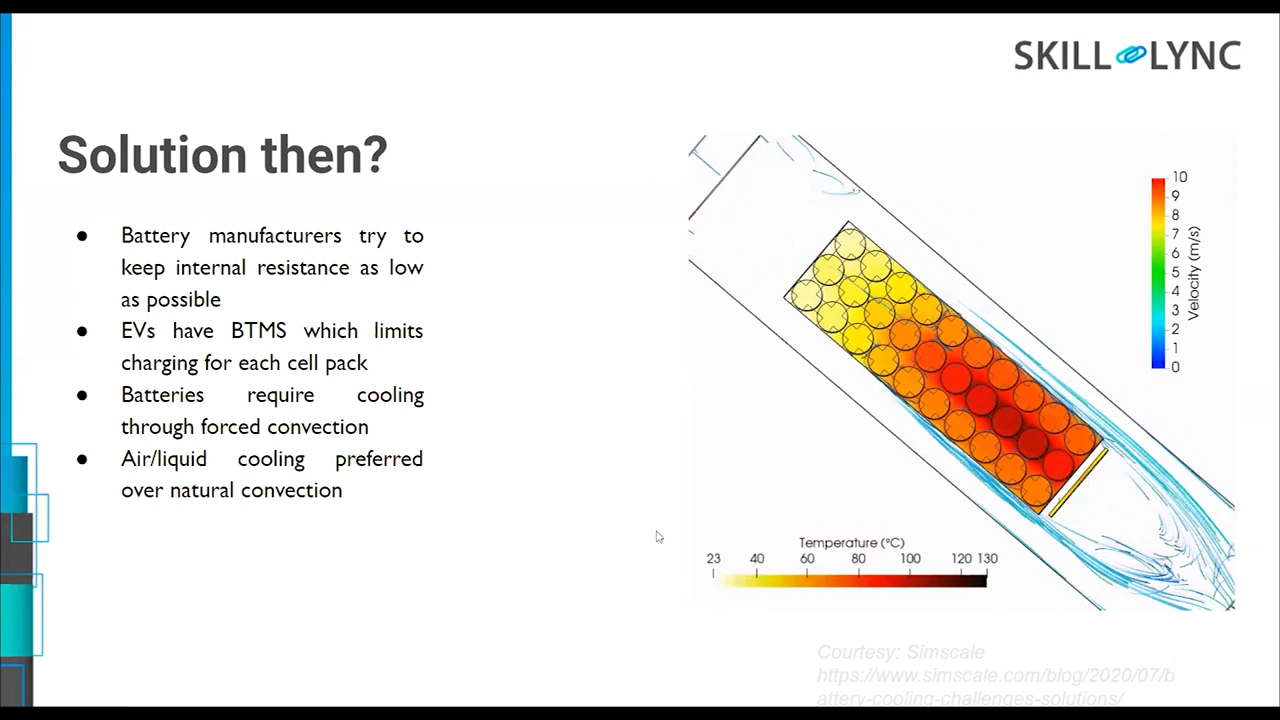 SKILL LYNC
Solution then?
● Battery manufacturers try to
keep internal resistance as low
as possible
● EVs have BTMS which limits
charging for each cell pack
● Batteries require cooling
through forced convection
● Air/liquid cooling preferred
over natural convection
10
9
8
7
6
5
4
3
2
1
0
Velocity (m/s)
Temperature (°C)
23 40 60 80 100 120 130
Courtesy: Simscale
https://www.simscale.com/blog/2020/07/b
attery-cooling-challenges-solutions/